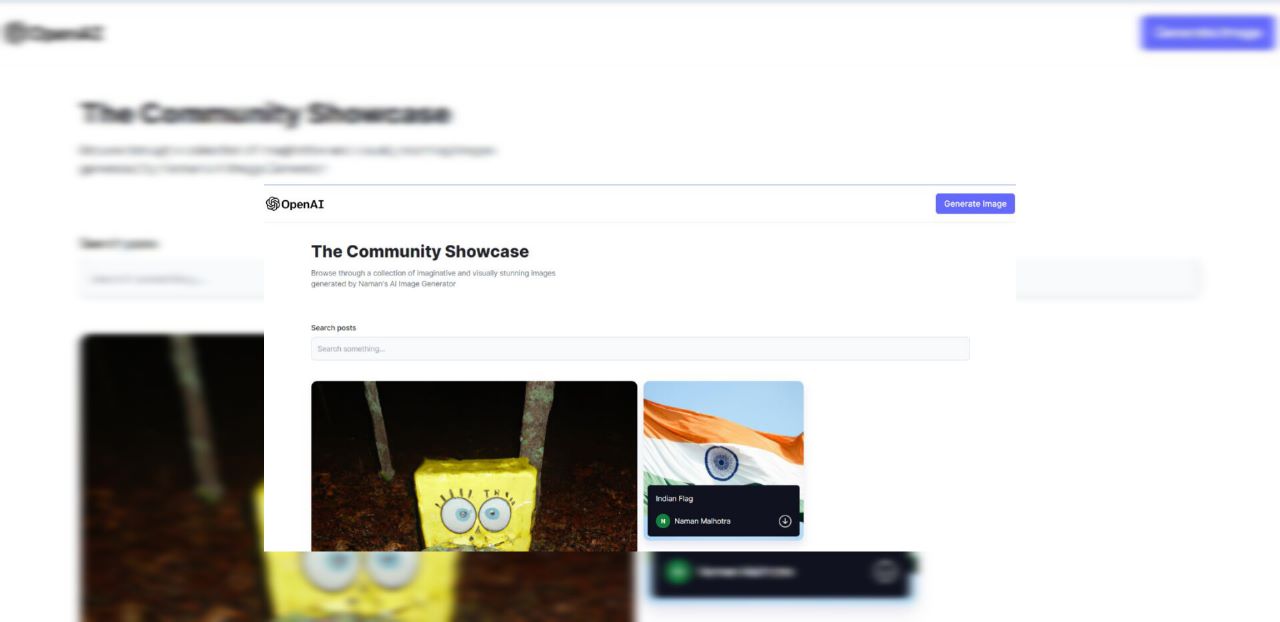 OpenAI
Generate Image
The Community Showcase
Browse through a collection of imaginative and visually stunning images
generated by Naman's AI Image Generator
Search posts
Search something...
Indian Flag
N Naman Malhotra